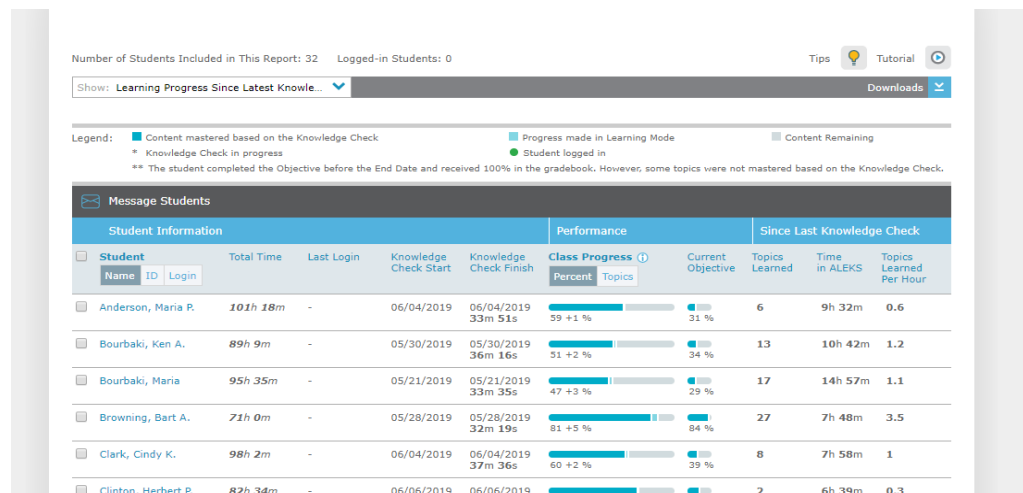 Number of Students Included in This Report: 32 Logged-in Students: 0 Tips Tutorial
Show: Learning Progress Since Latest Knowle... Downloads
Legend: Content mastered based on the Knowledge Check Progress made in Learning Mode Content Remaining
* Knowledge Check in progress Student logged in
** The student completed the Objective before the End Date and received 100% in the gradebook. However, some topics were not mastered based on the Knowledge Check.
Message Students
Student Information Performance Since Last Knowledge Check
Student Total Time Last Login Knowledge Check Start Knowledge Check Finish Class Progress Current Objective Topics Learned Time in ALEKS Topics Learned Per Hour
Name ID Login Percent Topics
Anderson, Maria P. 101h 18m - 06/04/2019 06/04/2019 6 9h 32m 0.6
33m 51s 59 +1 % 31 %
Bourbaki, Ken A. 89h 9m - 05/30/2019 05/30/2019 13 10h 42m 1.2
36m 16s 51 +2 % 34 %
Bourbaki, Maria 95h 35m - 05/21/2019 05/21/2019 17 14h 57m 1.1
33m 35s 47 +3 % 29 %
Browning, Bart A. 71h 0m - 05/28/2019 05/28/2019 27 7h 48m 3.5
32m 19s 81 +5 % 84 %
Clark, Cindy K. 98h 2m - 06/04/2019 06/04/2019 8 7h 58m 1
37m 36s 60 +2 % 39 %
Clinton, Herbert P. 82h 34m - 06/06/2019 06/06/2019 2 6h 39m 0.3